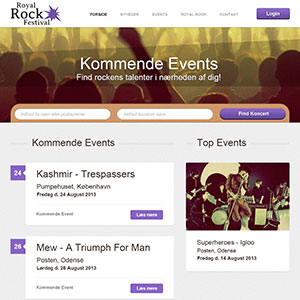 Royal
Rock
Festival
FORSIDE
NYHEDER
EVENTS
ROYAL ROCK
KONTAKT
Login
Kommende Events
Find rockens talenter i nærheden af dig!
Indtast by navn eller postnummer
Indtast kunstner navn
Find Koncert
Kommende Events
Top Events
24
Kashmir - Trespassers
Pumpehuset, København
Fredag d. 24 August 2013
Kommende Event
Læs mere
26
Mew - A Triumph For Man
Posten, Odense
Lørdag d. 26 August 2013
Kommende Event
Læs mere
Superheroes - Igloo
Posten, Odense
Fredag d. 14 August 2013